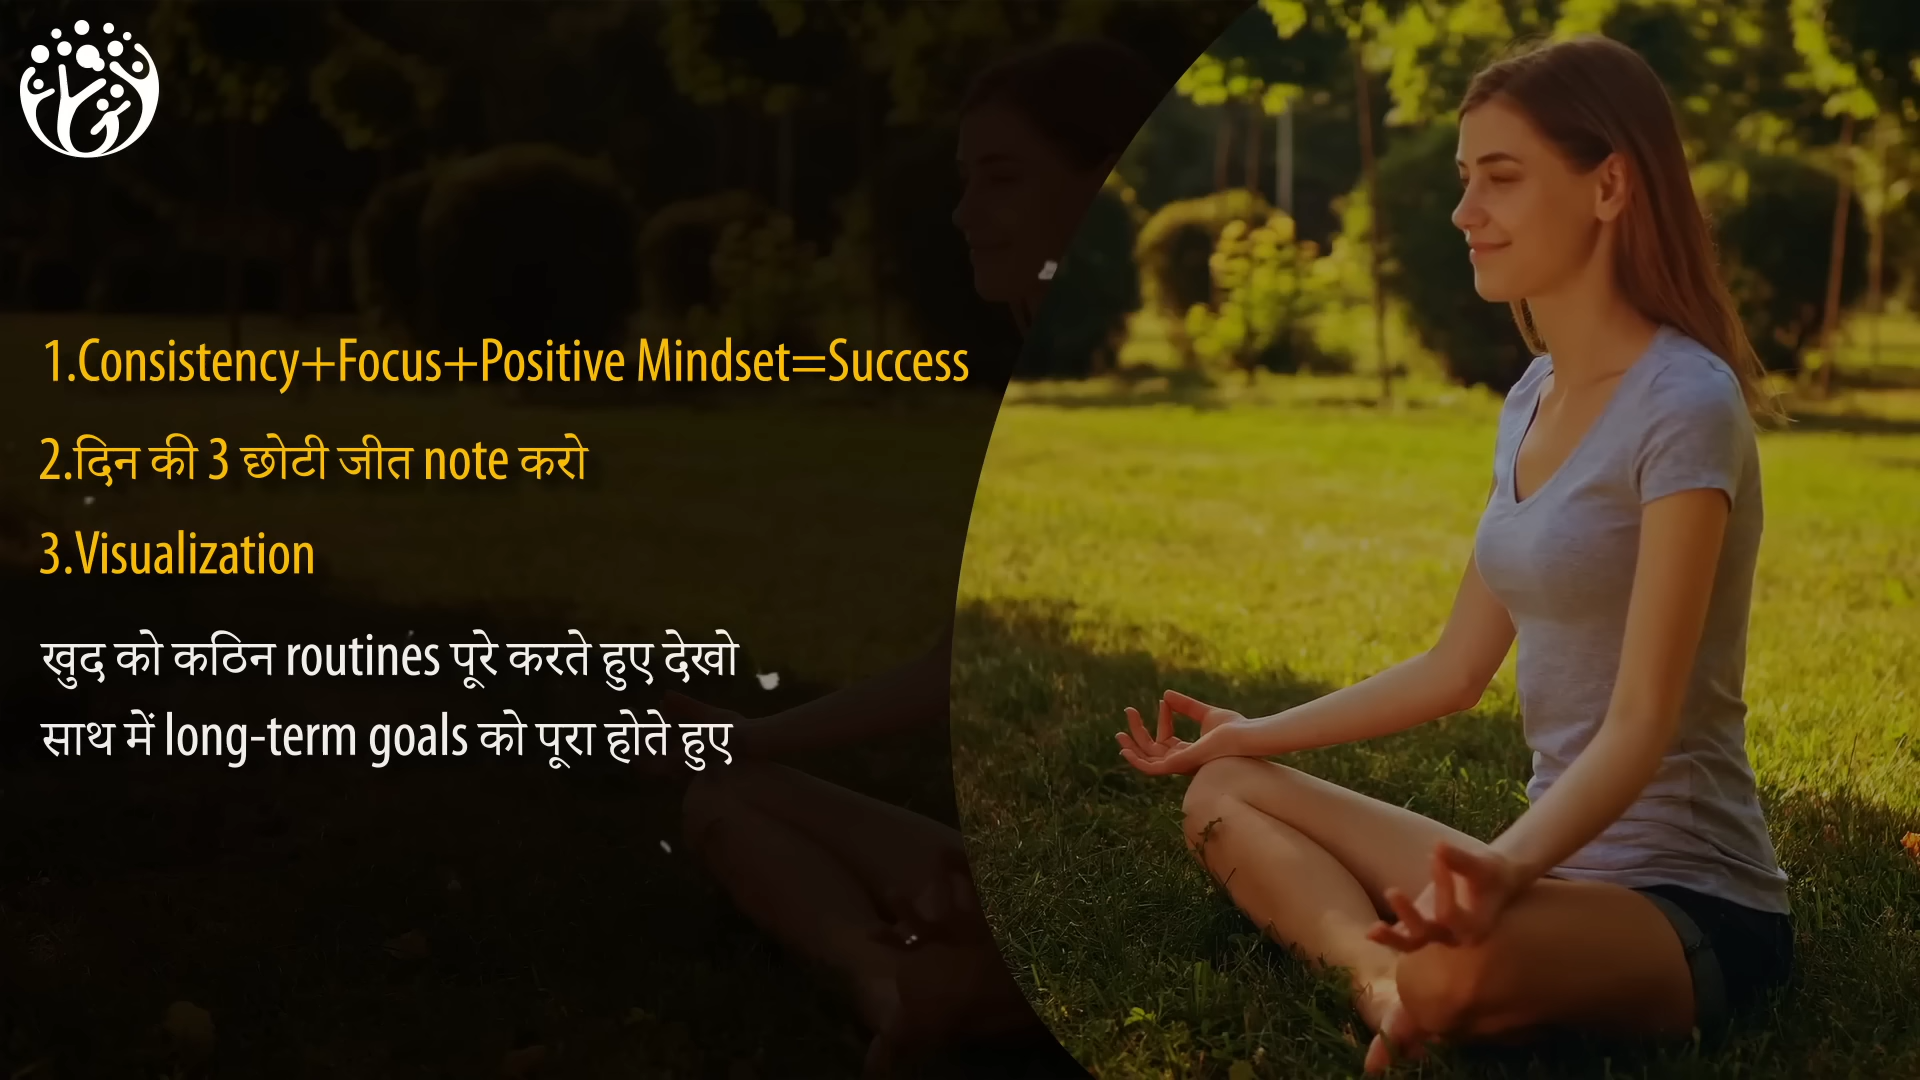 1.Consistency+Focus+Positive Mindset=Success
2.दिन की 3 छोटी जीत note करो
3.Visualization
खुद को कठिन routines पूरे करते हुए देखो
साथ में long-term goals को पूरा होते हुए